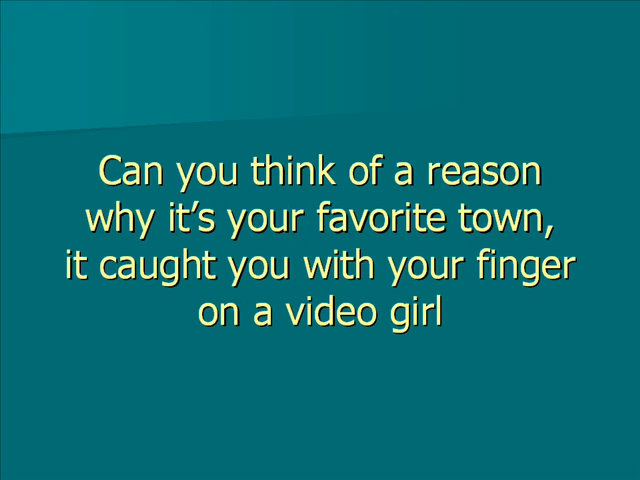 Can you think of a reason
why it’s your favorite town,
it caught you with your finger
on a video girl